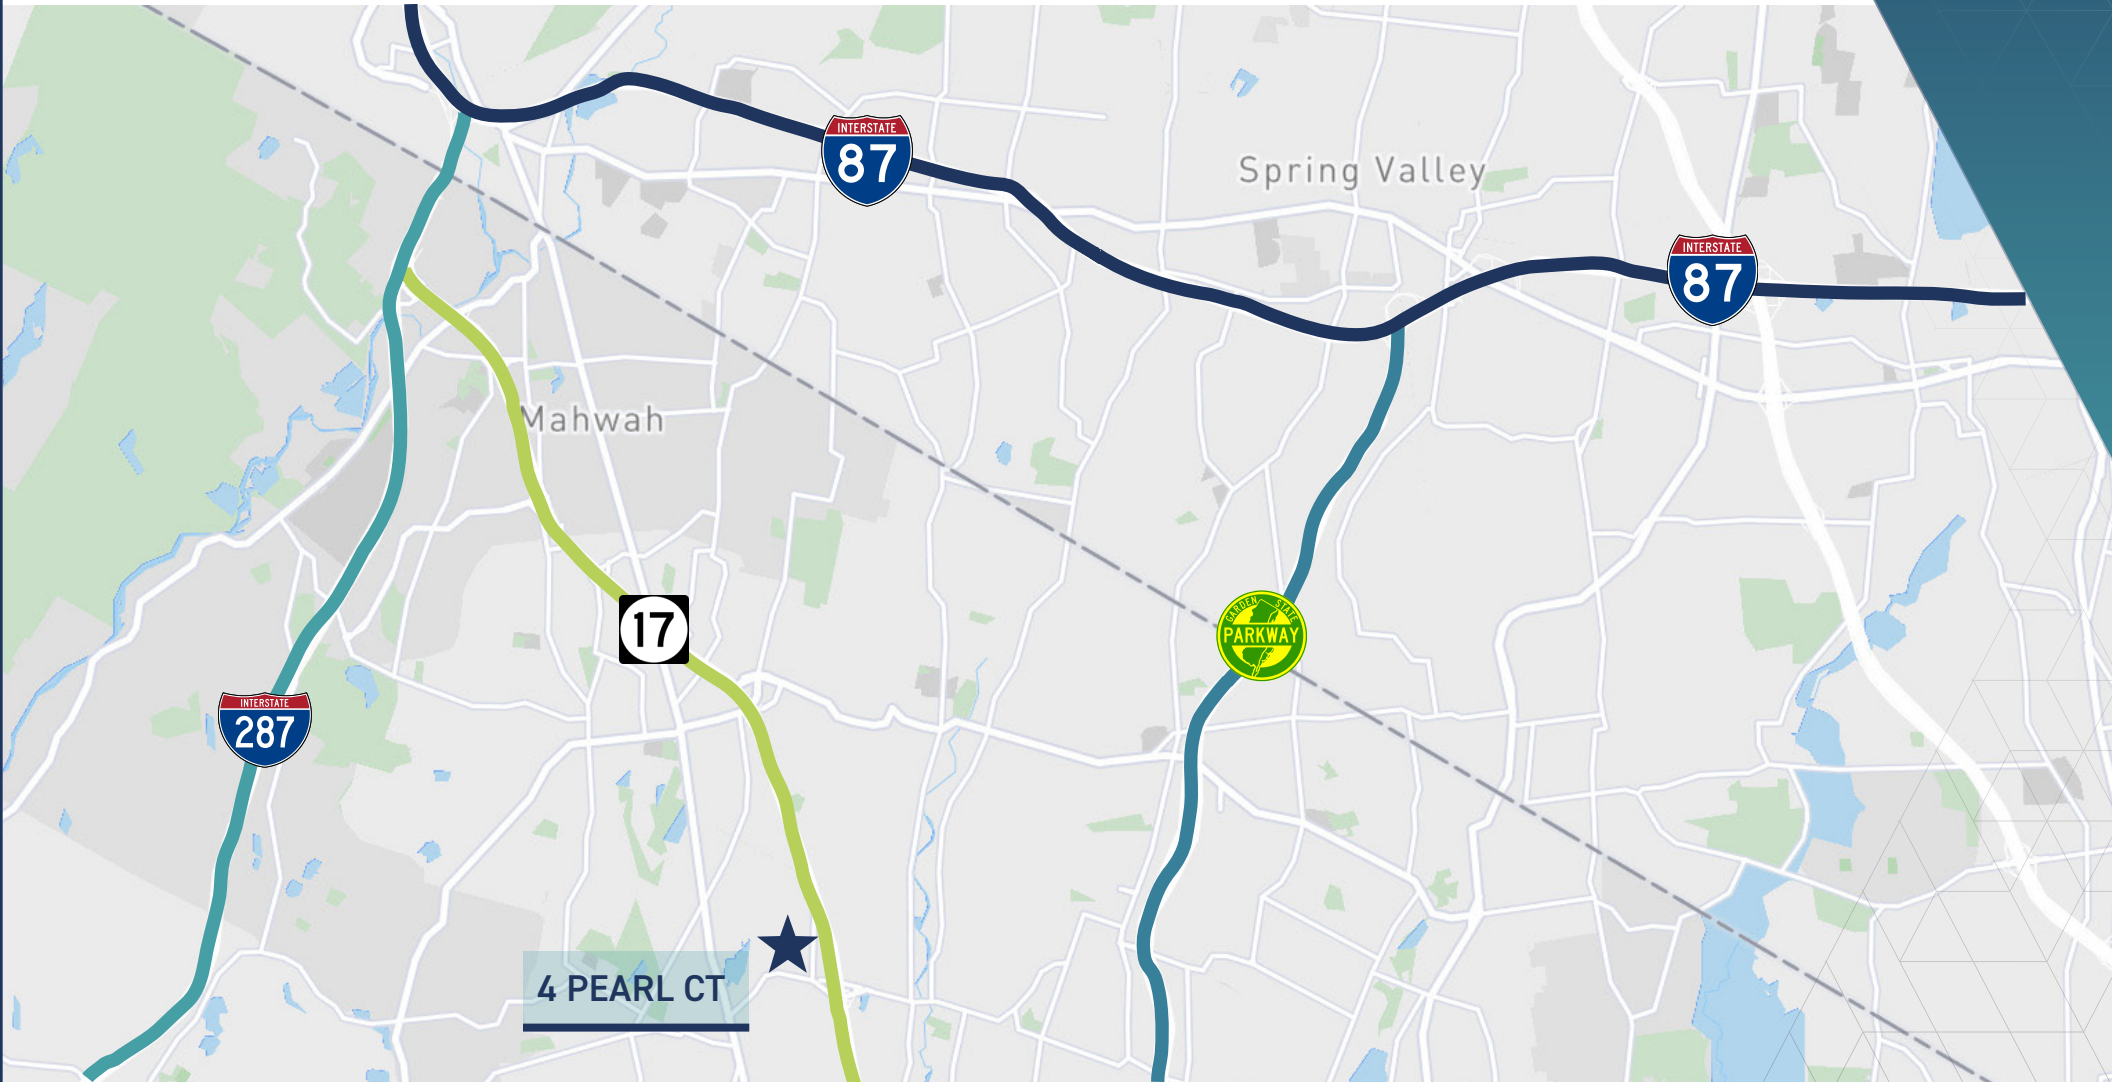 INTERSTATE
87
Spring Valley
INTERSTATE
87
Mahwah
17
GARDEN STATE
PARKWAY
INTERSTATE
287
4 PEARL CT